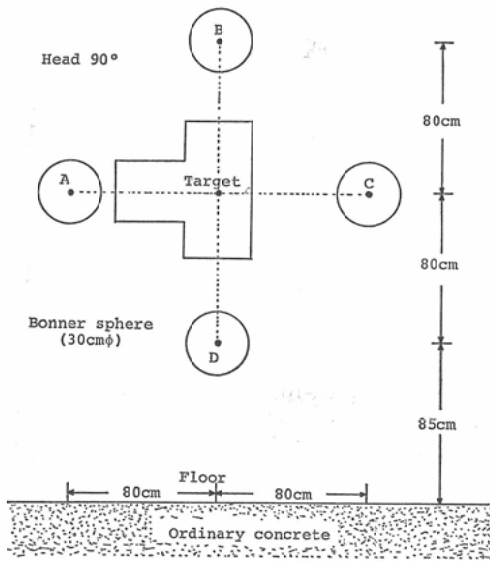 B
Head 90°
80cm
A
Target
C
80cm
Bonner sphere
(30cmϕ)
D
85cm
Floor
80cm
80cm
Ordinary concrete